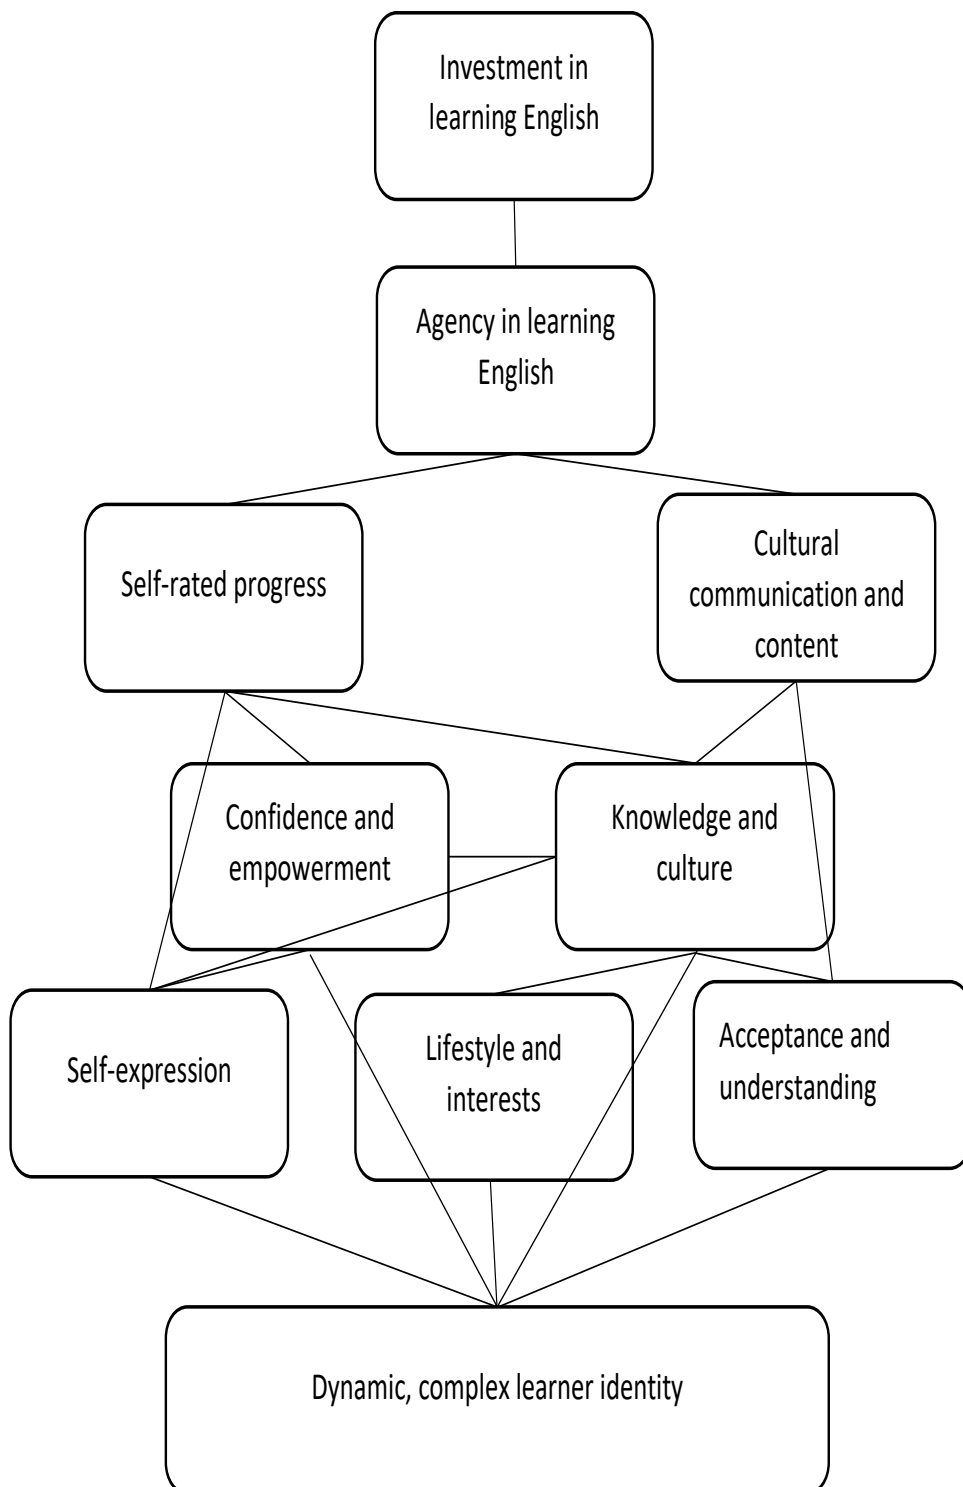 Investment in
learning English
Agency in learning
English
Self-rated progress
Cultural
communication and
content
Confidence and
empowerment
Knowledge and
culture
Self-expression
Lifestyle and
interests
Acceptance and
understanding
Dynamic, complex learner identity